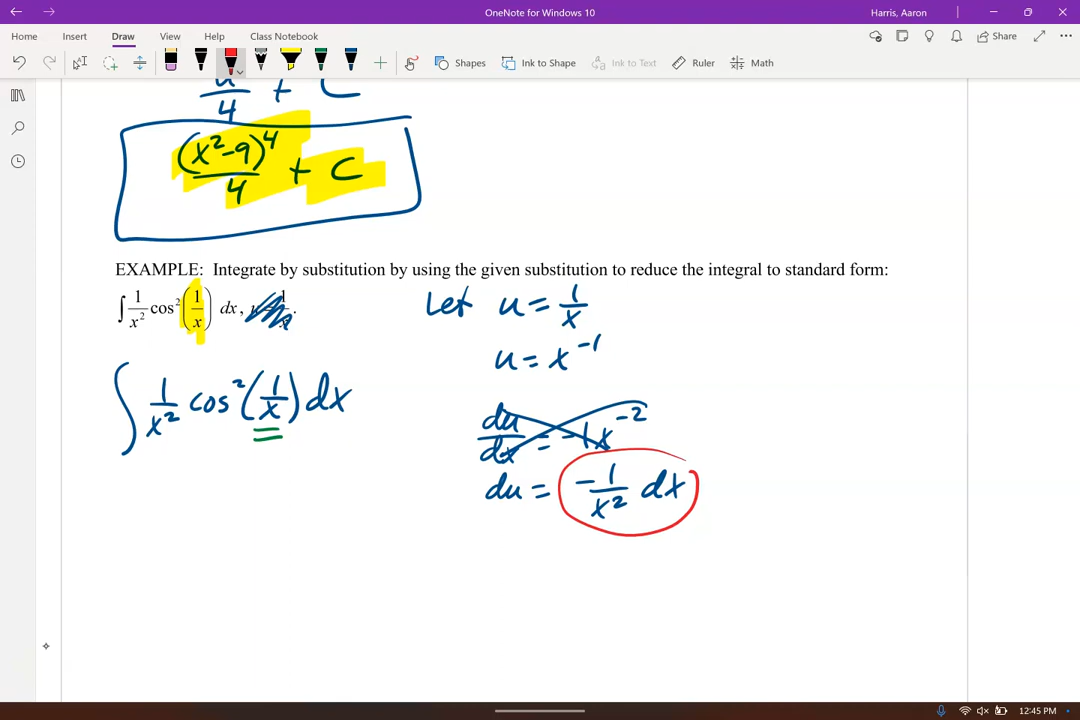 OneNote for Windows 10
Harris, Aaron
Home Insert Draw View Help Class Notebook
Share
Shapes Ink to Shape Ink to Text Ruler Math
u/4 + C
(x²-9)⁴/4 + C
EXAMPLE: Integrate by substitution by using the given substitution to reduce the integral to standard form:
∫ 1/x² cos² (1/x) dx, .
Let u = 1/x
u = x⁻¹
∫ 1/x² cos² (1/x) dx
du/dx = -1x⁻²
du = -1/x² dx
12:45 PM